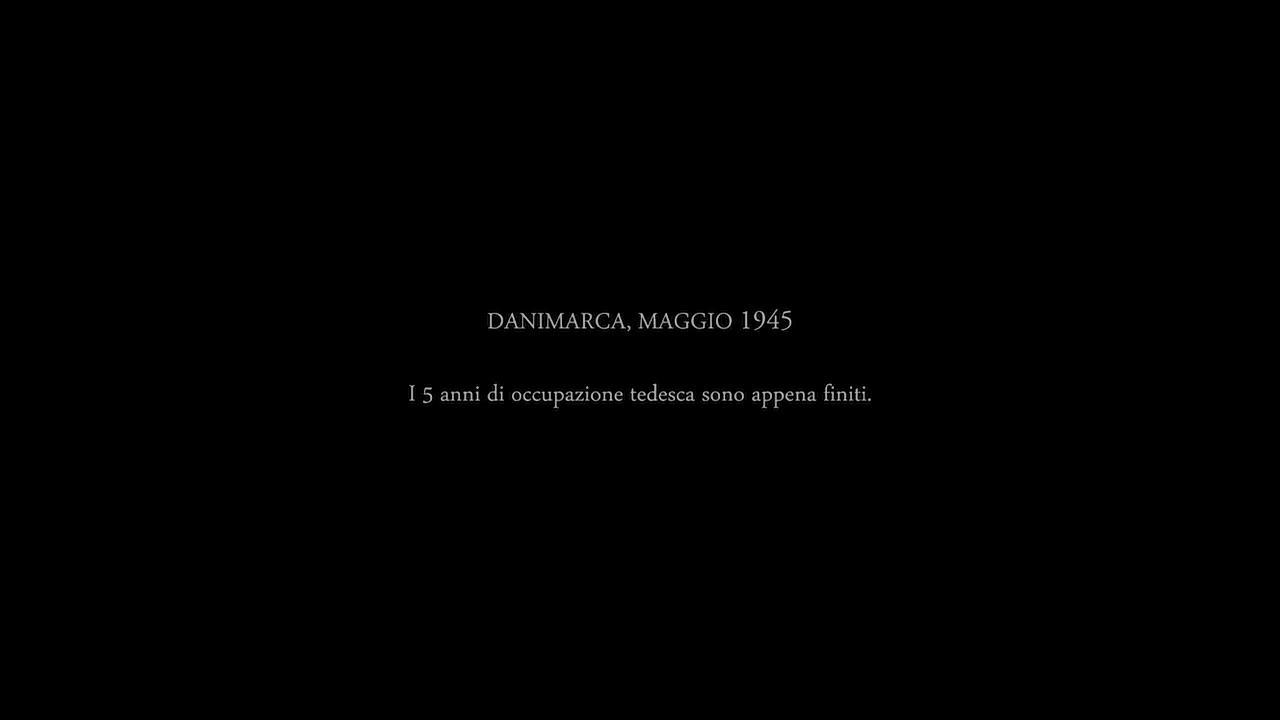 DANIMARCA, MAGGIO 1945
I 5 anni di occupazione tedesca sono appena finiti.